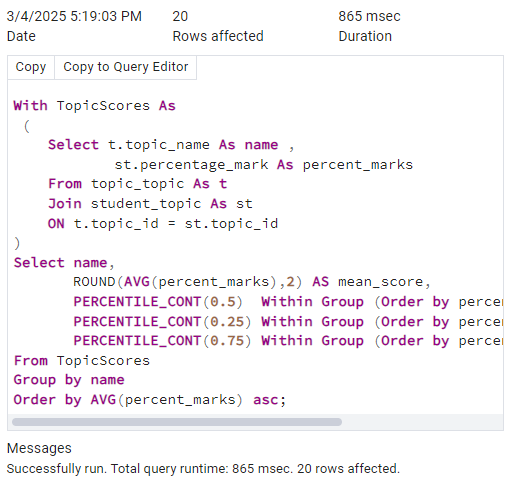 3/4/2025 5:19:03 PM 20 865 msec
Date Rows affected Duration
Copy Copy to Query Editor
With TopicScores As
(
Select t.topic_name As name ,
st.percentage_mark As percent_marks
From topic_topic As t
Join student_topic As st
ON t.topic_id = st.topic_id
)
Select name,
ROUND(AVG(percent_marks),2) AS mean_score,
PERCENTILE_CONT(0.5) Within Group (Order by percen
PERCENTILE_CONT(0.25) Within Group (Order by perce
PERCENTILE_CONT(0.75) Within Group (Order by perce
From TopicScores
Group by name
Order by AVG(percent_marks) asc;
Messages
Successfully run. Total query runtime: 865 msec. 20 rows affected.